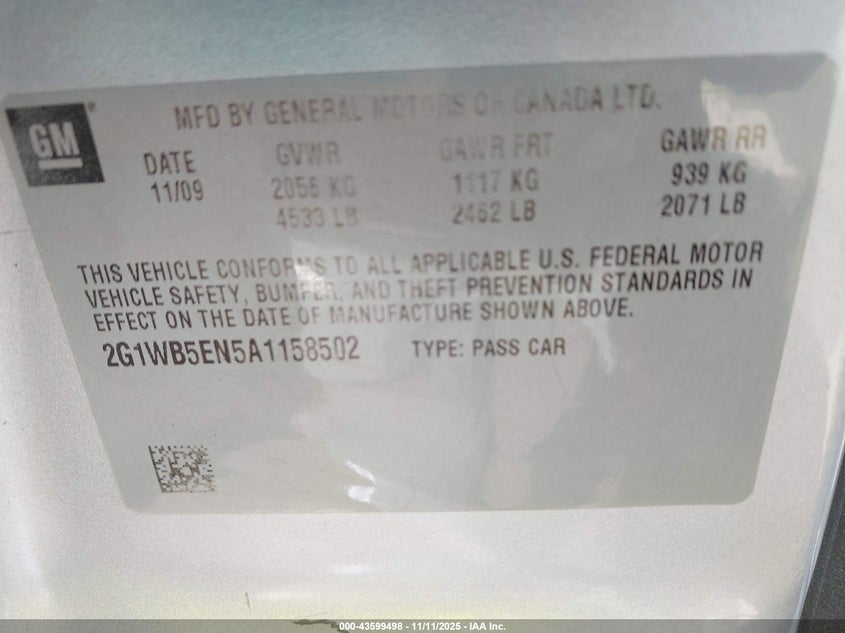 GM®
MFD BY GENERAL MOTORS OF CANADA LTD.
DATE GVWR GAWR FRT GAWR RR
11/09 2056 KG 1117 KG 939 KG
4533 LB 2462 LB 2071 LB
THIS VEHICLE CONFORMS TO ALL APPLICABLE U.S. FEDERAL MOTOR
VEHICLE SAFETY, BUMPER, AND THEFT PREVENTION STANDARDS IN
EFFECT ON THE DATE OF MANUFACTURE SHOWN ABOVE.
2G1WB5EN5A1158502 TYPE: PASS CAR
000-43599498 - 11/11/2025 - IAA Inc.